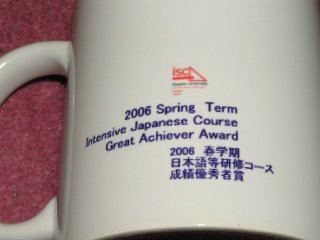 isc
2006 Spring Term
Intensive Japanese Course
Great Achiever Award
2006 春学期
日本語等研修コース
成績優秀者賞